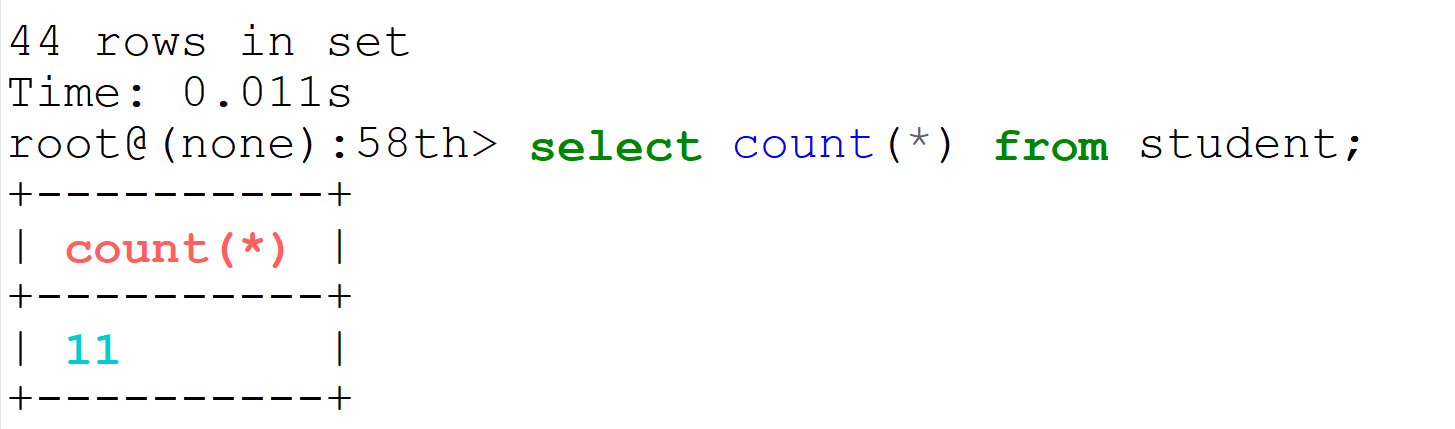 44 rows in set
Time: 0.011s
root@(none):58th> select count(*) from student;
+----------+
| count(*) |
+----------+
| 11       |
+----------+